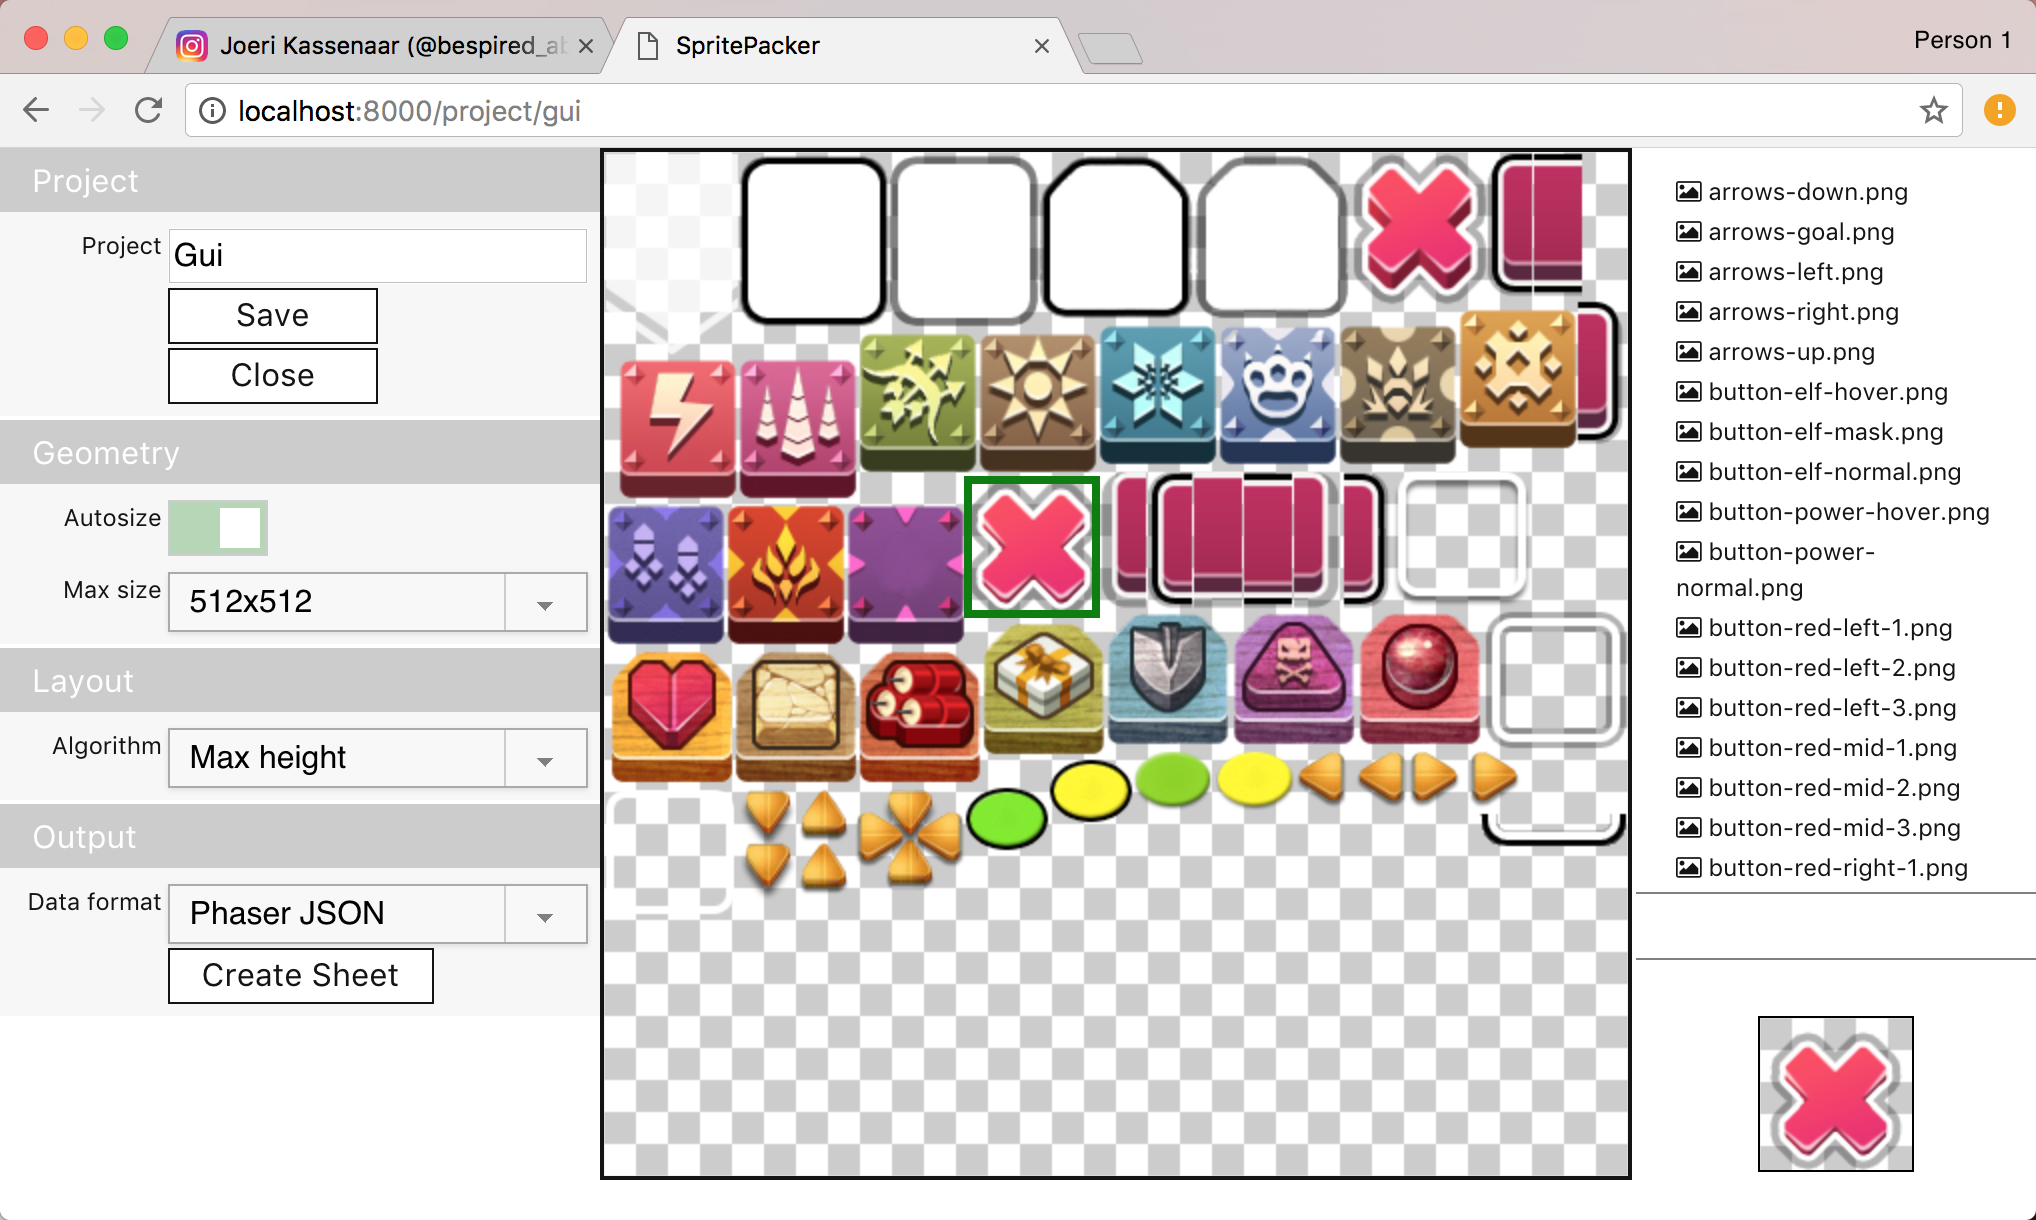 Joeri Kassenaar (@bespired_ab
SpritePacker
Person 1
localhost:8000/project/gui
Project
Project
Gui
Save
Close
Geometry
Autosize
Max size
512x512
Layout
Algorithm
Max height
Output
Data format
Phaser JSON
Create Sheet
arrows-down.png
arrows-goal.png
arrows-left.png
arrows-right.png
arrows-up.png
button-elf-hover.png
button-elf-mask.png
button-elf-normal.png
button-power-hover.png
button-power-
normal.png
button-red-left-1.png
button-red-left-2.png
button-red-left-3.png
button-red-mid-1.png
button-red-mid-2.png
button-red-mid-3.png
button-red-right-1.png